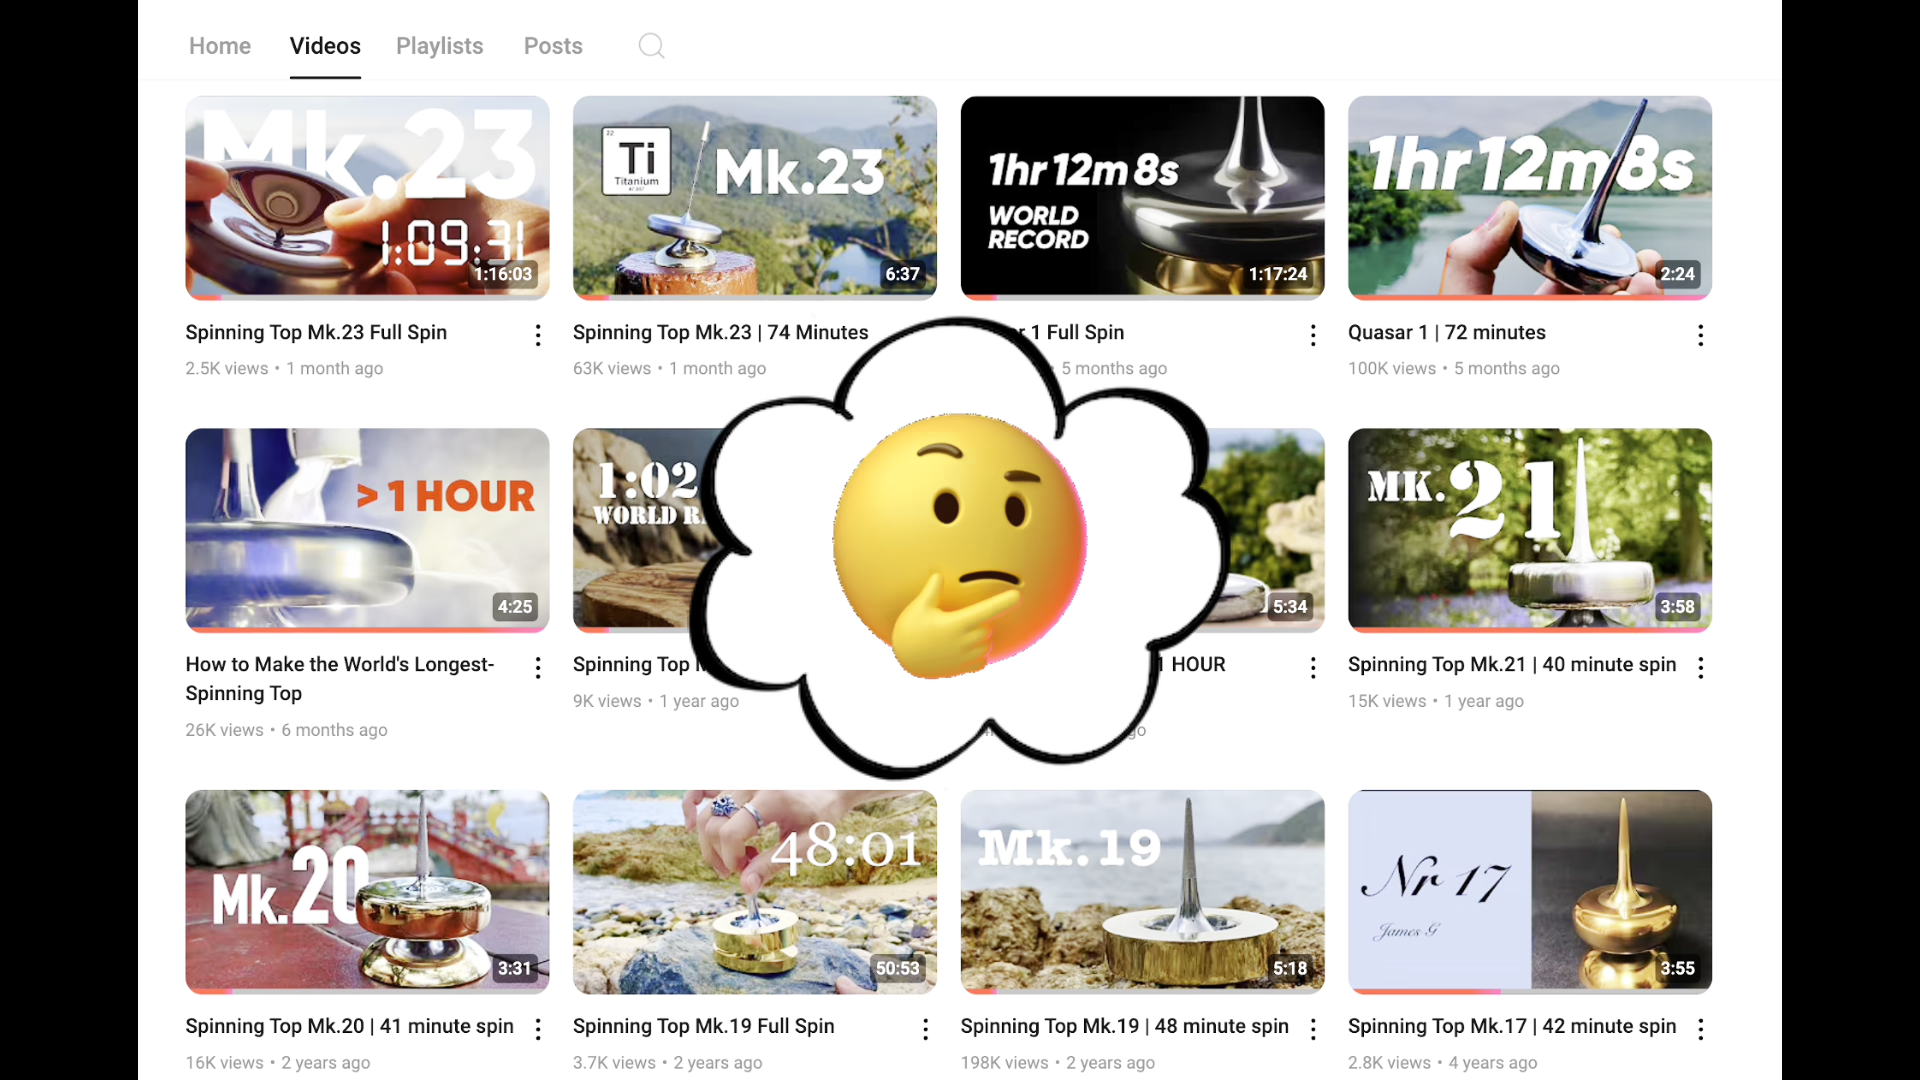 Home Videos Playlists Posts
Mk.23
1:09:31
1:16:03
22
Ti
Titanium
Mk.23
6:37
1hr 12m 8s
WORLD
RECORD
1:17:24
1hr 12m 8s
2:24
Spinning Top Mk.23 Full Spin
2.5K views • 1 month ago
Spinning Top Mk.23 | 74 Minutes
63K views • 1 month ago
1 Full Spin
5 months ago
Quasar 1 | 72 minutes
100K views • 5 months ago
> 1 HOUR
4:25
1:02
WORLD
5:34
MK.21
3:58
How to Make the World's Longest-
Spinning Top
26K views • 6 months ago
Spinning Top
9K views • 1 year ago
1 HOUR
Spinning Top Mk.21 | 40 minute spin
15K views • 1 year ago
Mk.20
3:31
48:01
50:53
Mk.19
5:18
Nr 17
James G
3:55
Spinning Top Mk.20 | 41 minute spin
16K views • 2 years ago
Spinning Top Mk.19 Full Spin
3.7K views • 2 years ago
Spinning Top Mk.19 | 48 minute spin
198K views • 2 years ago
Spinning Top Mk.17 | 42 minute spin
2.8K views • 4 years ago